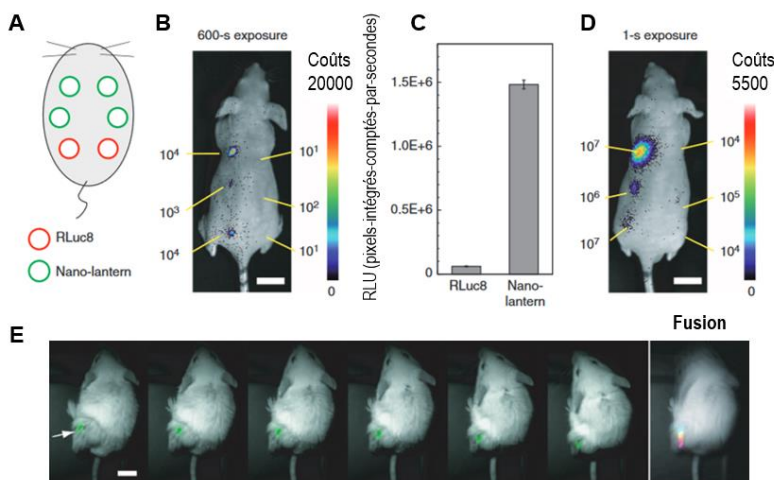 A
RLuc8
Nano-lantern
B
600-s exposure
Coûts
20000
10⁴
10³
10⁴
10¹
10²
10¹
0
C
RLU (pixels-intégrés-comptés-par-secondes)
1.5E+6
1.0E+6
0.5E+6
0
RLuc8
Nano-
lantern
D
1-s exposure
Coûts
5500
10⁷
10⁶
10⁷
10⁴
10⁵
10⁴
0
E
Fusion